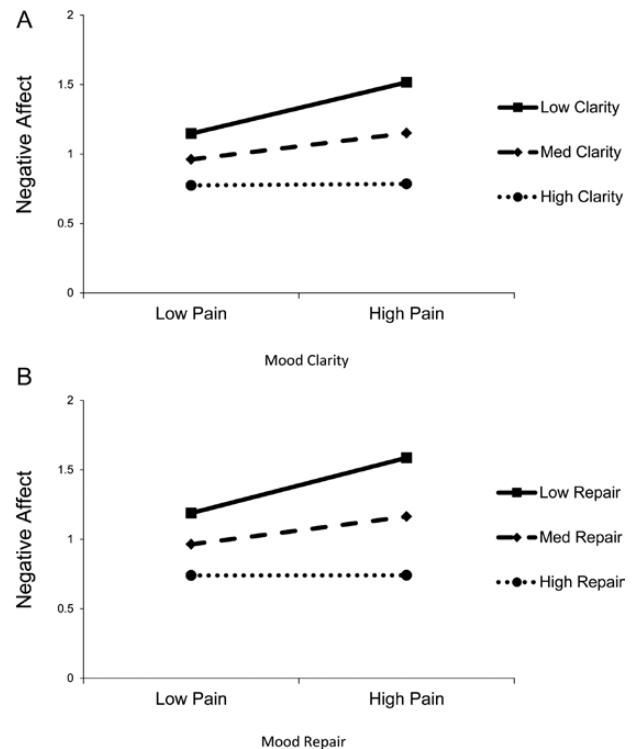 A
2
1.5
1
0.5
0
Negative Affect
Low Pain
High Pain
Low Clarity
Med Clarity
High Clarity
Mood Clarity
B
2
1.5
1
0.5
0
Negative Affect
Low Pain
High Pain
Low Repair
Med Repair
High Repair
Mood Repair